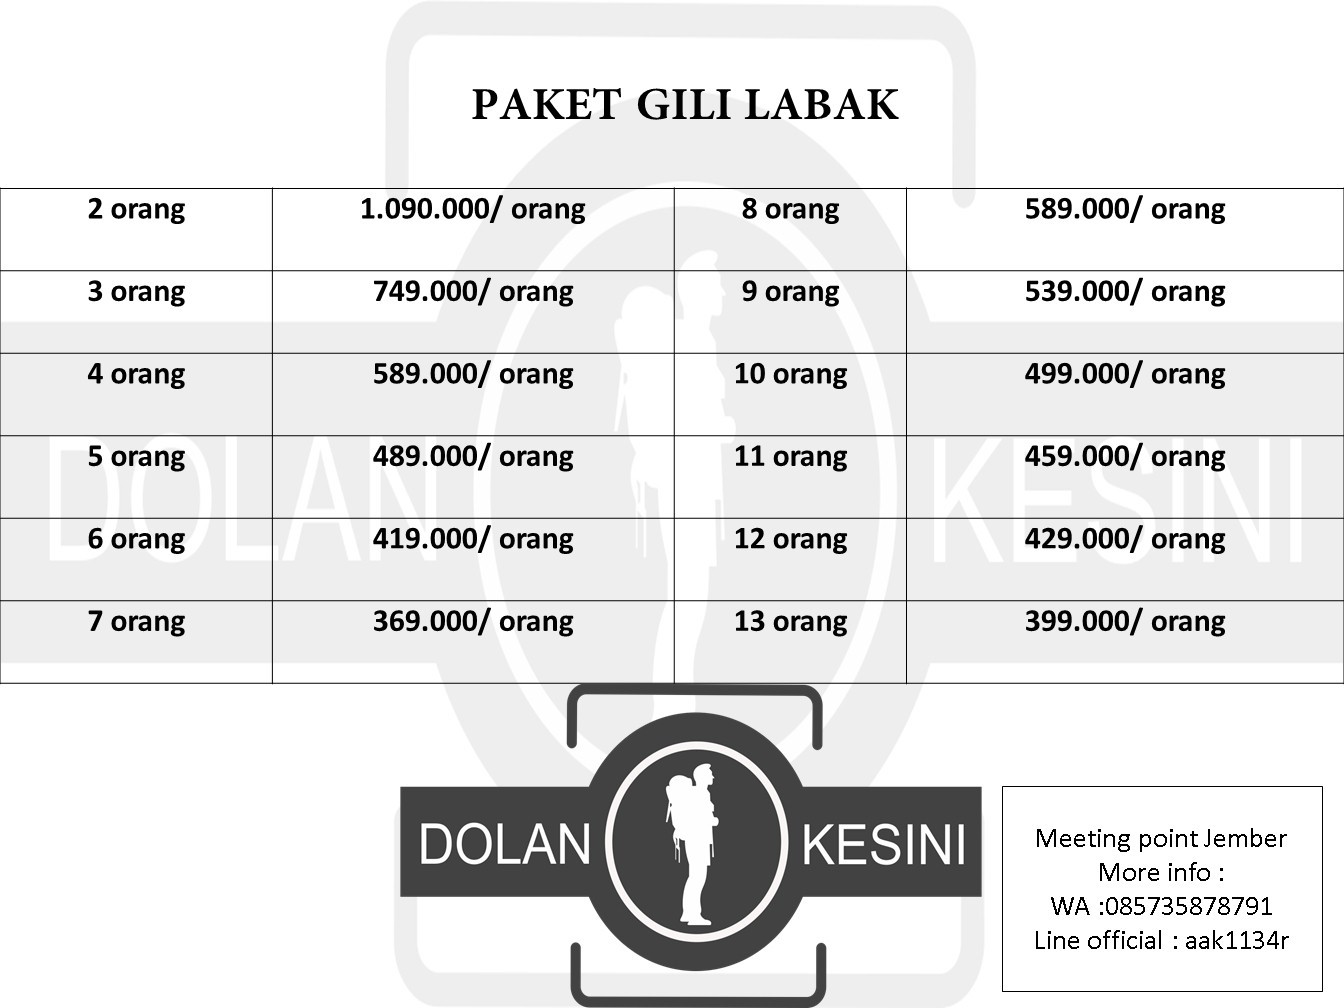 PAKET GILI LABAK
2 orang 1.090.000/ orang 8 orang 589.000/ orang
3 orang 749.000/ orang 9 orang 539.000/ orang
4 orang 589.000/ orang 10 orang 499.000/ orang
5 orang 489.000/ orang 11 orang 459.000/ orang
6 orang 419.000/ orang 12 orang 429.000/ orang
7 orang 369.000/ orang 13 orang 399.000/ orang
DOLAN KESINI
DOLAN KESINI
Meeting point Jember
More info :
WA :085735878791
Line official : aak1134r